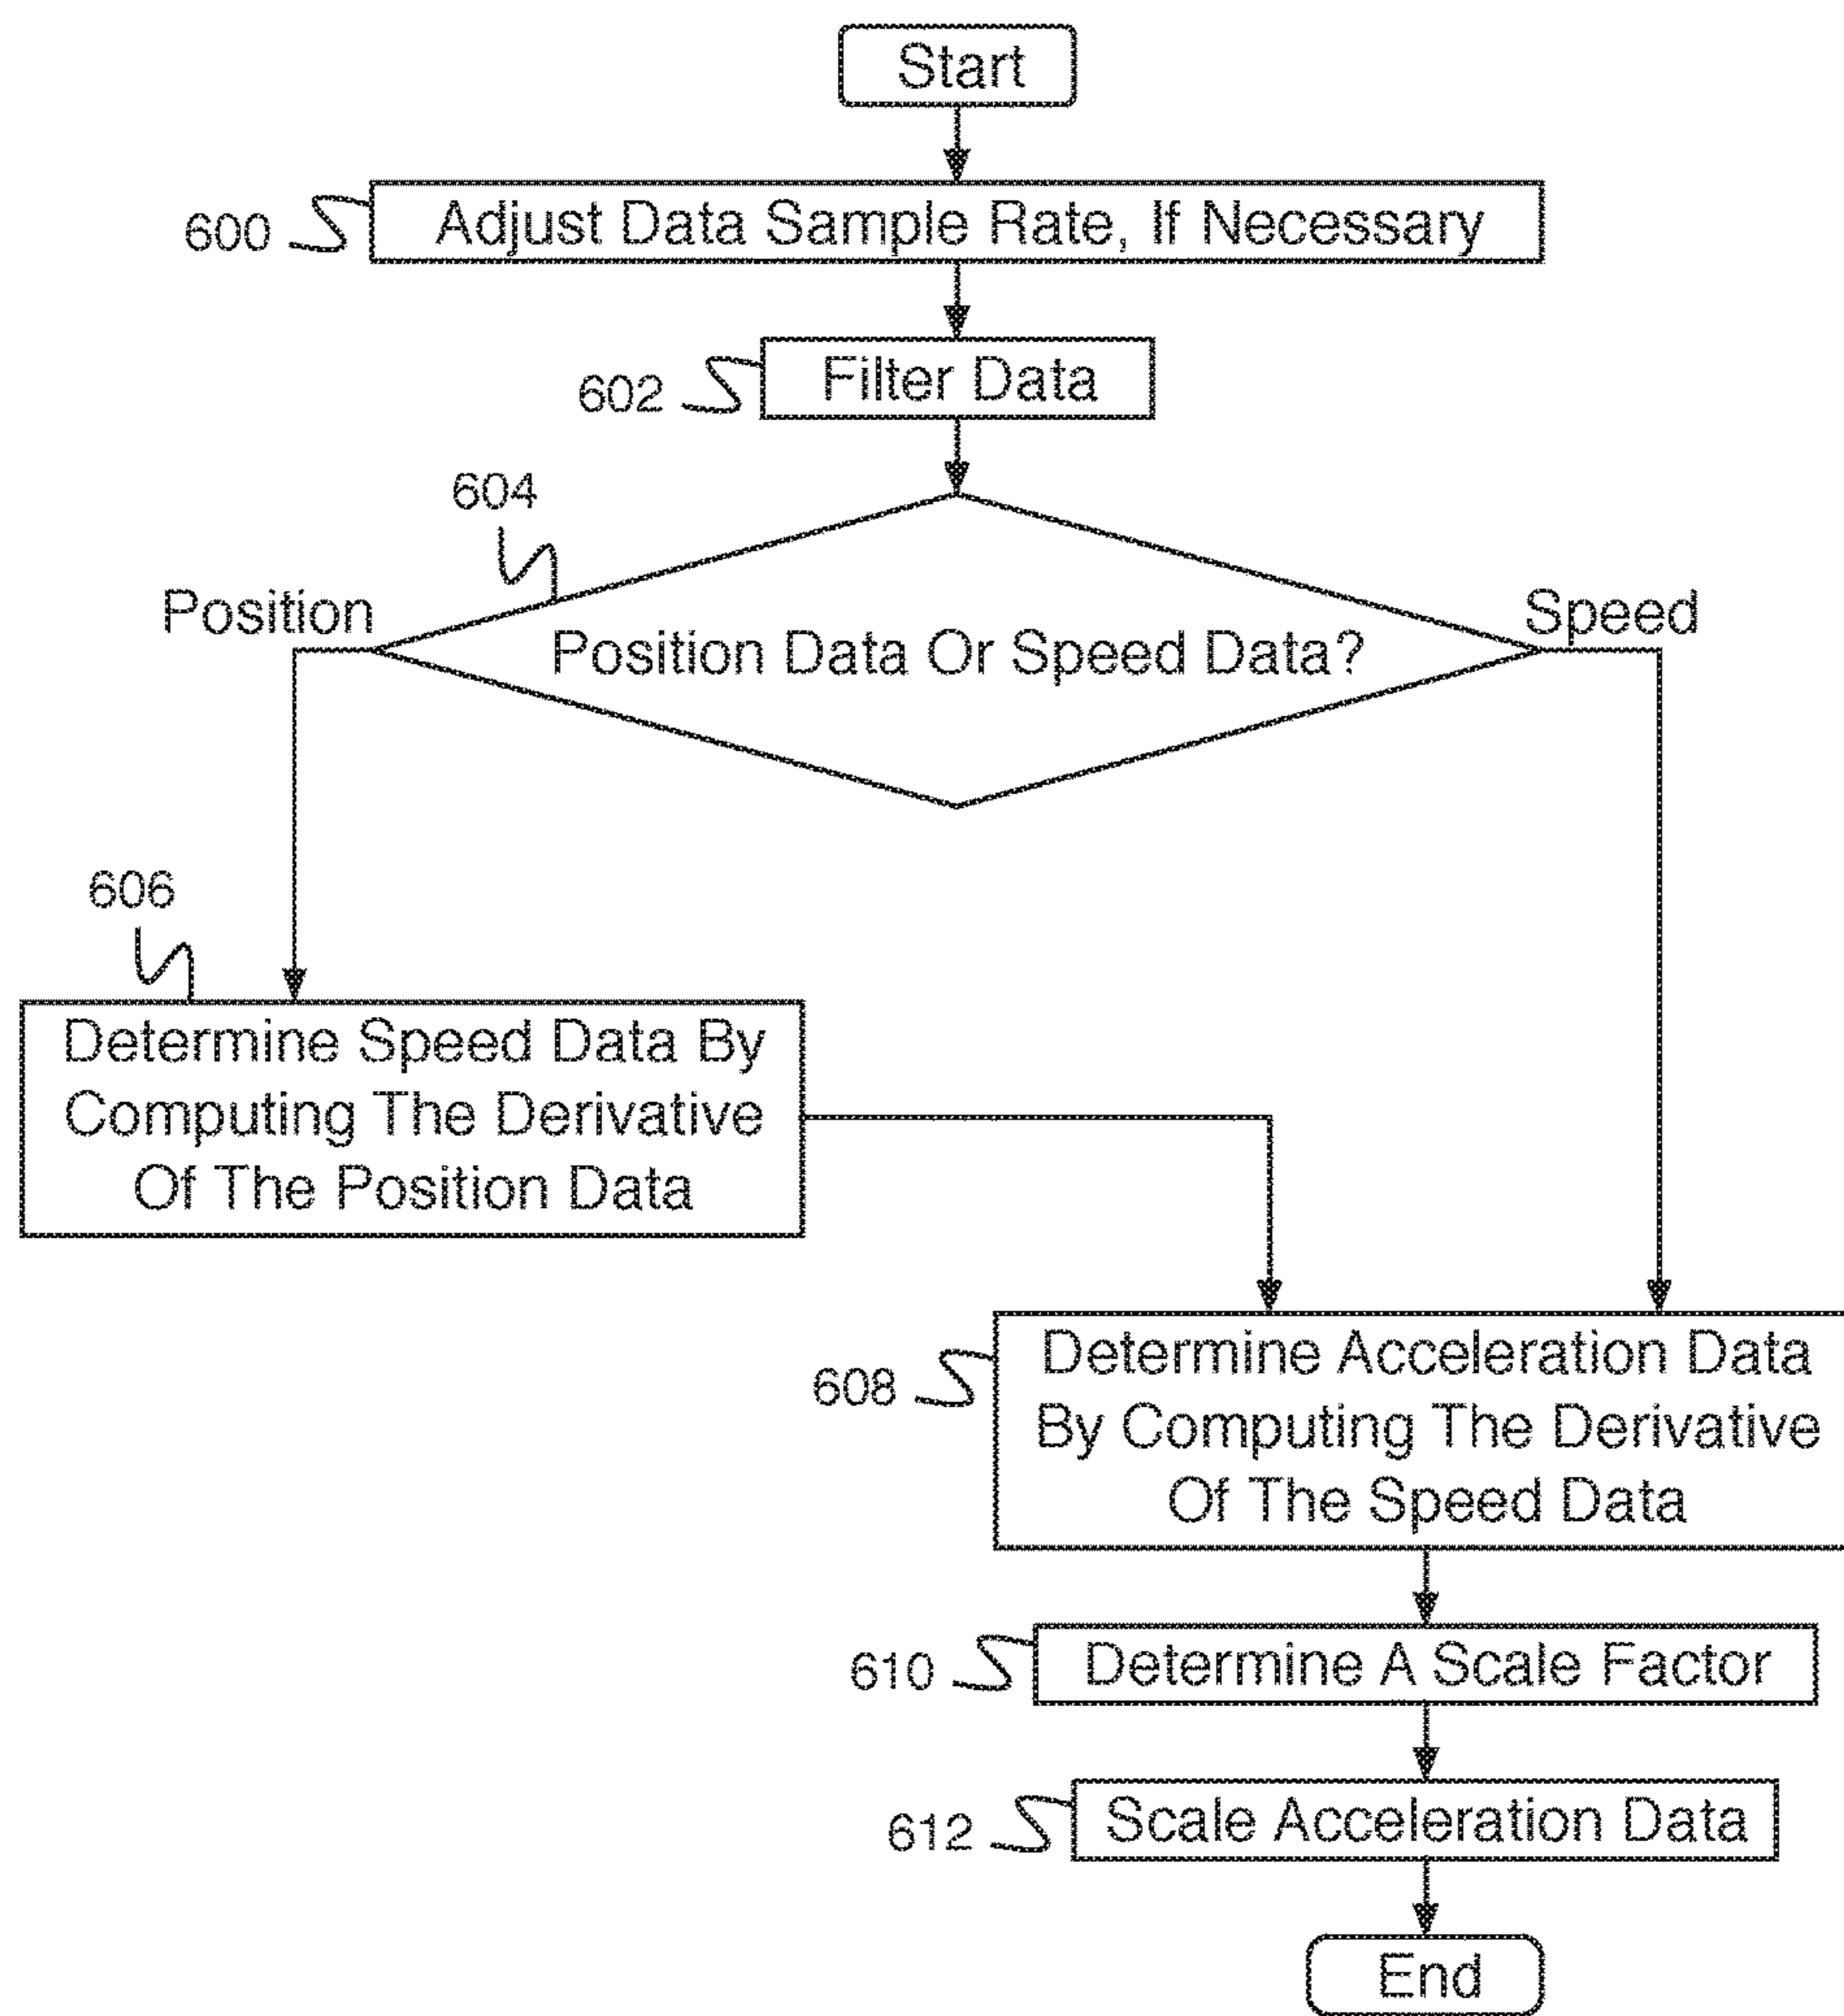 Start
600
Adjust Data Sample Rate, If Necessary
602
Filter Data
604
Position
Position Data Or Speed Data?
Speed
606
Determine Speed Data By
Computing The Derivative
Of The Position Data
608
Determine Acceleration Data
By Computing The Derivative
Of The Speed Data
610
Determine A Scale Factor
612
Scale Acceleration Data
End